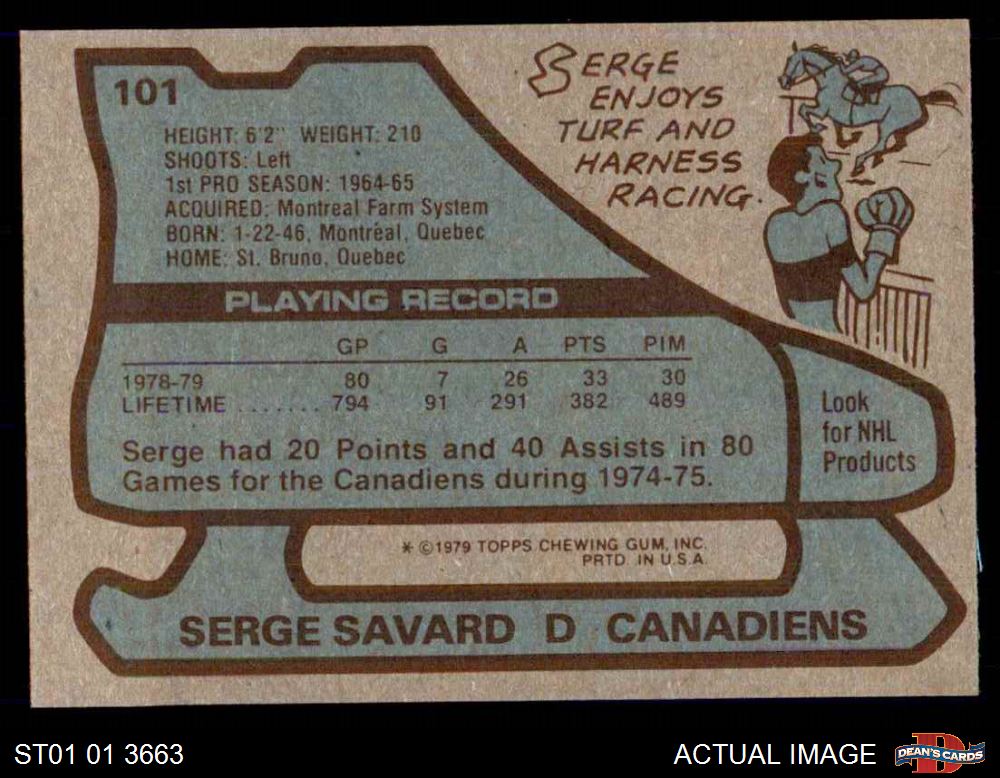 101
HEIGHT: 6'2" WEIGHT: 210
SHOOTS: Left
1st PRO SEASON: 1964-65
ACQUIRED: Montreal Farm System
BORN: 1-22-46, Montreal, Quebec
HOME: St. Bruno, Quebec
SERGE
ENJOYS
TURF AND
HARNESS
RACING.
PLAYING RECORD
GP G A PTS PIM
1978-79 80 7 26 33 30
LIFETIME ....... 794 91 291 382 489
Serge had 20 Points and 40 Assists in 80
Games for the Canadiens during 1974-75.
Look
for NHL
Products
* ©1979 TOPPS CHEWING GUM, INC.
PRTD. IN U.S.A.
SERGE SAVARD D CANADIENS
ST01 01 3663
ACTUAL IMAGE
D
DEAN'S CARDS